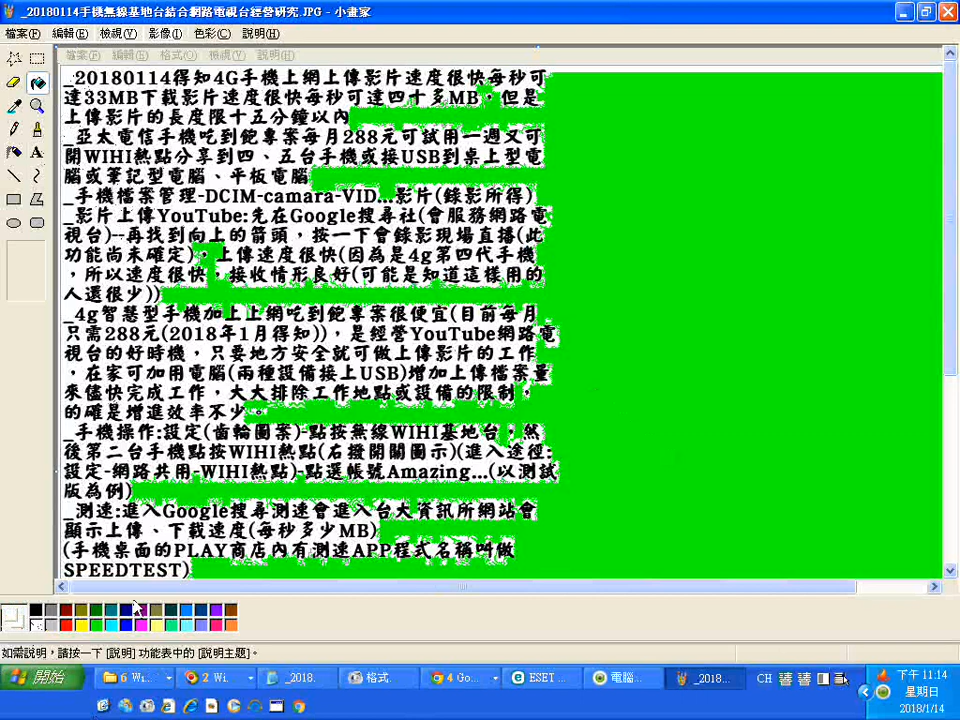 _20180114手機無線基地台結合網路電視台經營研究.JPG - 小畫家
檔案(F) 編輯(E) 檢視(V) 影像(I) 色彩(C) 說明(H)
檔案(F) 編輯(E) 格式(O) 檢視(V) 說明(H)
_20180114得知4G手機上網上傳影片速度很快每秒可
達33MB下載影片速度很快每秒可達四十多MB，但是
上傳影片的長度限十五分鐘以內
_亞太電信手機吃到飽專案每月288元可試用一週又可
開WIHI熱點分享到四、五台手機或接USB到桌上型電
腦或筆記型電腦、平板電腦
_手機檔案管理-DCIM-camara-VID...影片(錄影所得)
_影片上傳YouTube:先在Google搜尋社(會服務網路電
視台)--再找到向上的箭頭，按一下會錄影現場直播(此
功能尚未確定)，上傳速度很快(因為是4g第四代手機
，所以速度很快，接收情形良好(可能是知道這樣用的
人還很少))
_4g智慧型手機加上上網吃到飽專案很便宜(目前每月
只需288元(2018年1月得知))，是經營YouTube網路電
視台的好時機，只要地方安全就可做上傳影片的工作
，在家可加用電腦(兩種設備接上USB)增加上傳檔案量
來儘快完成工作，大大排除工作地點或設備的限制，
的確是增進效率不少。
_手機操作:設定(齒輪圖案)-點按無線WIHI基地台，然
後第二台手機點按WIHI熱點(右撥開關圖示)(進入途徑:
設定-網路共用-WIHI熱點)-點選帳號Amazing...(以測試
版為例)
_測速:進入Google搜尋測速會進入台大資訊所網站會
顯示上傳、下載速度(每秒多少MB)
(手機桌面的PLAY商店內有測速APP程式名稱叫做
SPEEDTEST)
如需說明，請按一下 [說明] 功能表中的 [說明主題]。
開始 6 Wi... 2 Wi... _2018... 格式... 4 Go... ESET ... 電腦... _2018... CH 下午 11:14
星期日
2018/1/14